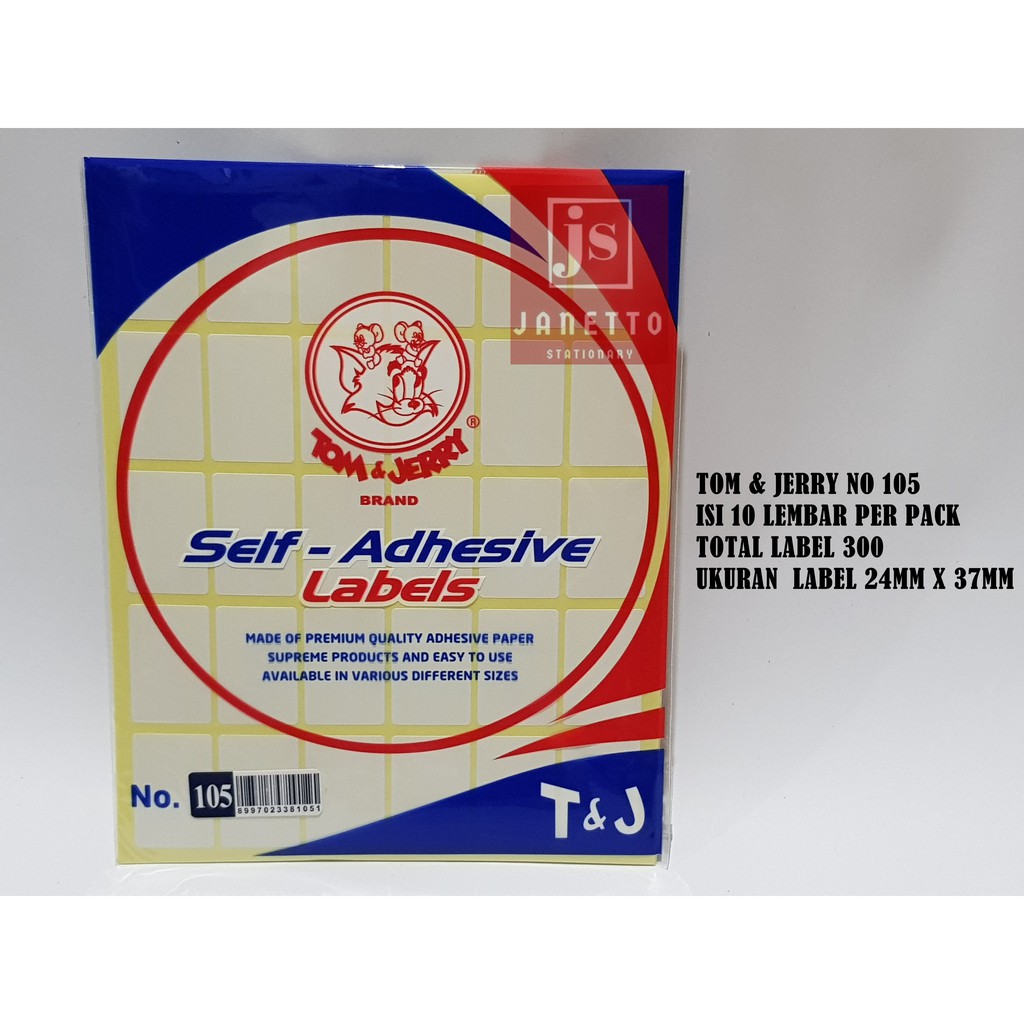 js
JANETTO
STATIONARY
TOM & JERRY ®
BRAND
Self - Adhesive
Labels
MADE OF PREMIUM QUALITY ADHESIVE PAPER
SUPREME PRODUCTS AND EASY TO USE
AVAILABLE IN VARIOUS DIFFERENT SIZES
No. 105
8997023381051
T&J
TOM & JERRY NO 105
ISI 10 LEMBAR PER PACK
TOTAL LABEL 300
UKURAN LABEL 24MM X 37MM